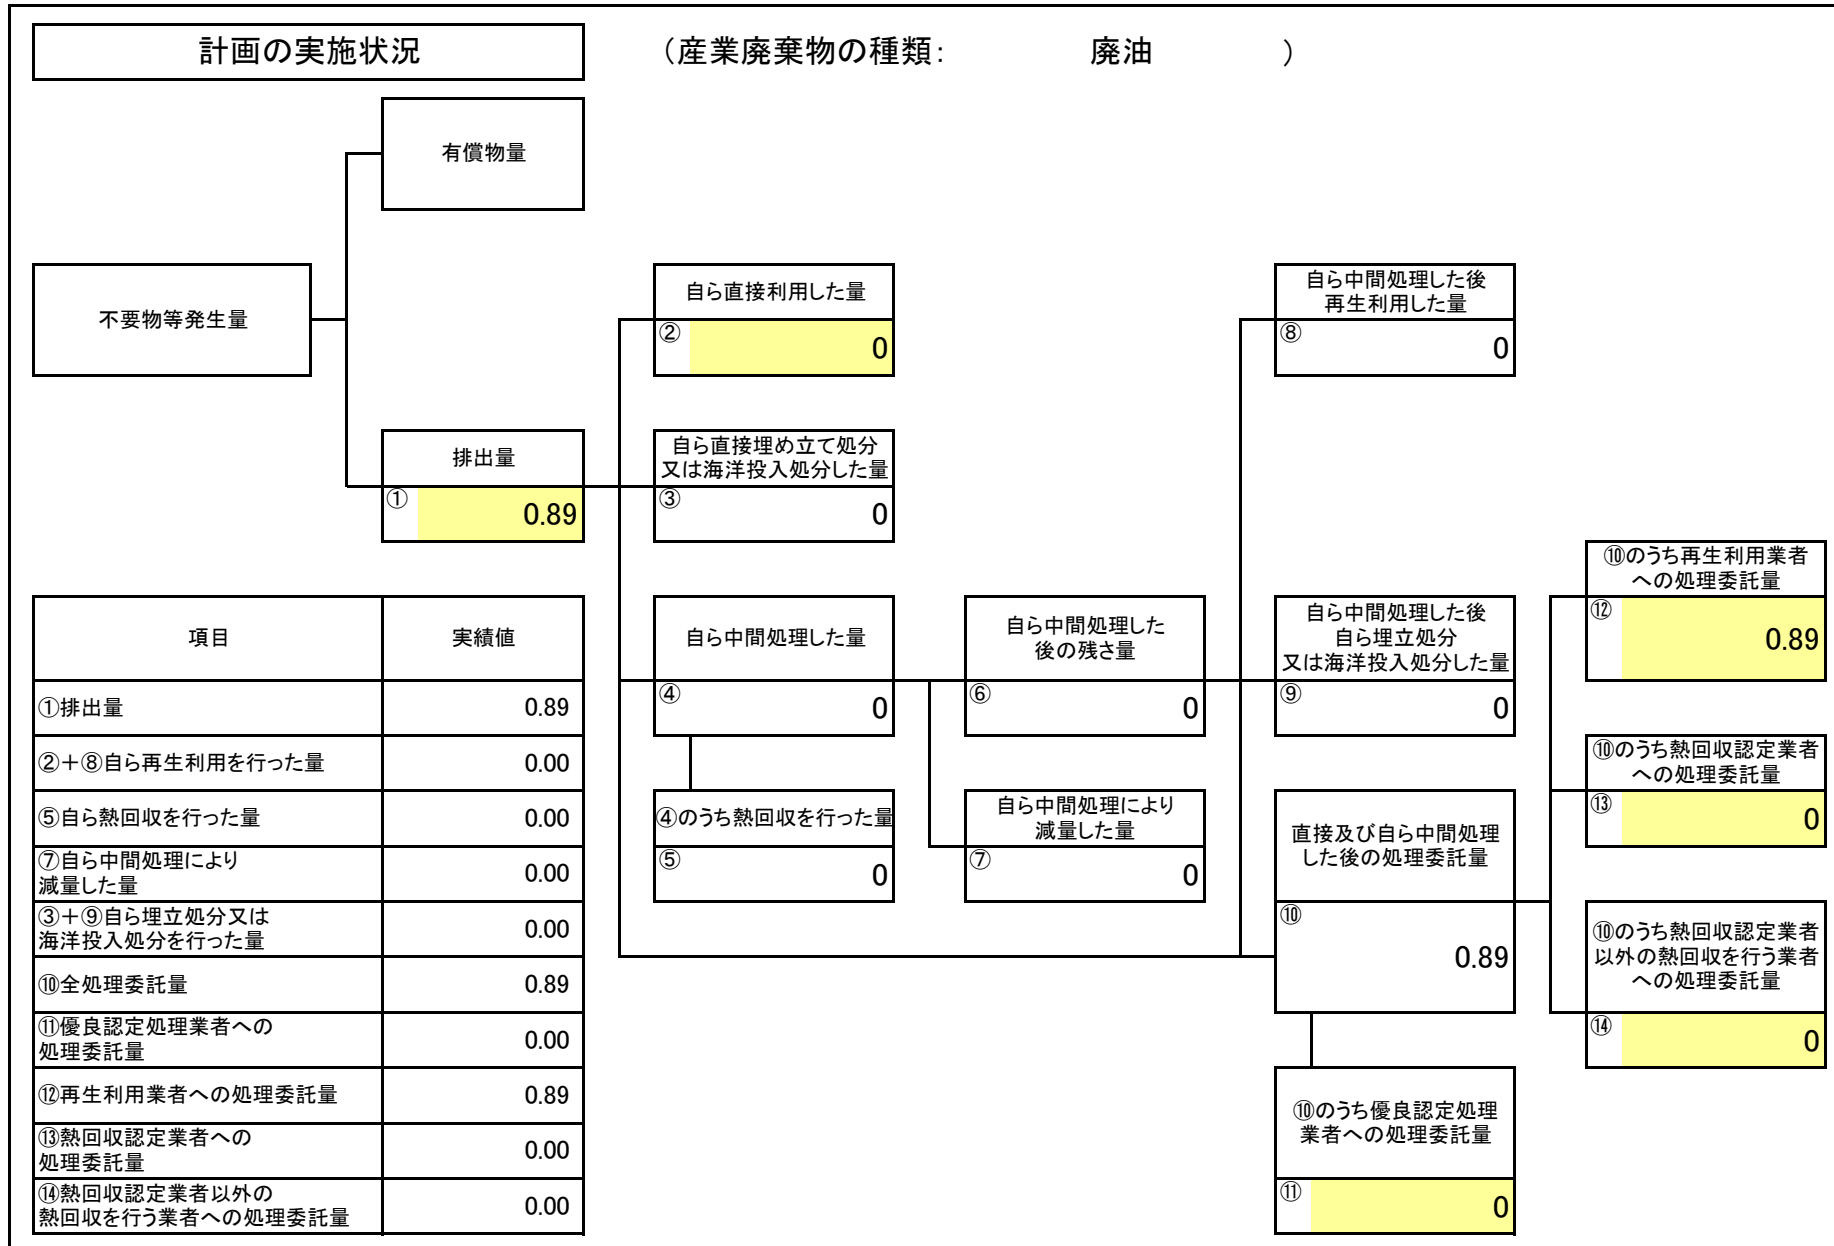 計画の実施状況
（産業廃棄物の種類： 廃油 ）
有償物量
不要物等発生量
自ら直接利用した量
② 0
自ら中間処理した後
再生利用した量
⑧ 0
排出量
① 0.89
自ら直接埋め立て処分
又は海洋投入処分した量
③ 0
⑩のうち再生利用業者
への処理委託量
⑫ 0.89
自ら中間処理した量
④ 0
自ら中間処理した
後の残さ量
⑥ 0
自ら中間処理した後
自ら埋立処分
又は海洋投入処分した量
⑨ 0
⑩のうち熱回収認定業者
への処理委託量
⑬ 0
④のうち熱回収を行った量
⑤ 0
自ら中間処理により
減量した量
⑦ 0
直接及び自ら中間処理
した後の処理委託量
⑩ 0.89
⑩のうち熱回収認定業者
以外の熱回収を行う業者
への処理委託量
⑭ 0
⑩のうち優良認定処理
業者への処理委託量
⑪ 0
項目 実績値
①排出量 0.89
②＋⑧自ら再生利用を行った量 0.00
⑤自ら熱回収を行った量 0.00
⑦自ら中間処理により
減量した量 0.00
③＋⑨自ら埋立処分又は
海洋投入処分を行った量 0.00
⑩全処理委託量 0.89
⑪優良認定処理業者への
処理委託量 0.00
⑫再生利用業者への処理委託量 0.89
⑬熱回収認定業者への
処理委託量 0.00
⑭熱回収認定業者以外の
熱回収を行う業者への処理委託量 0.00